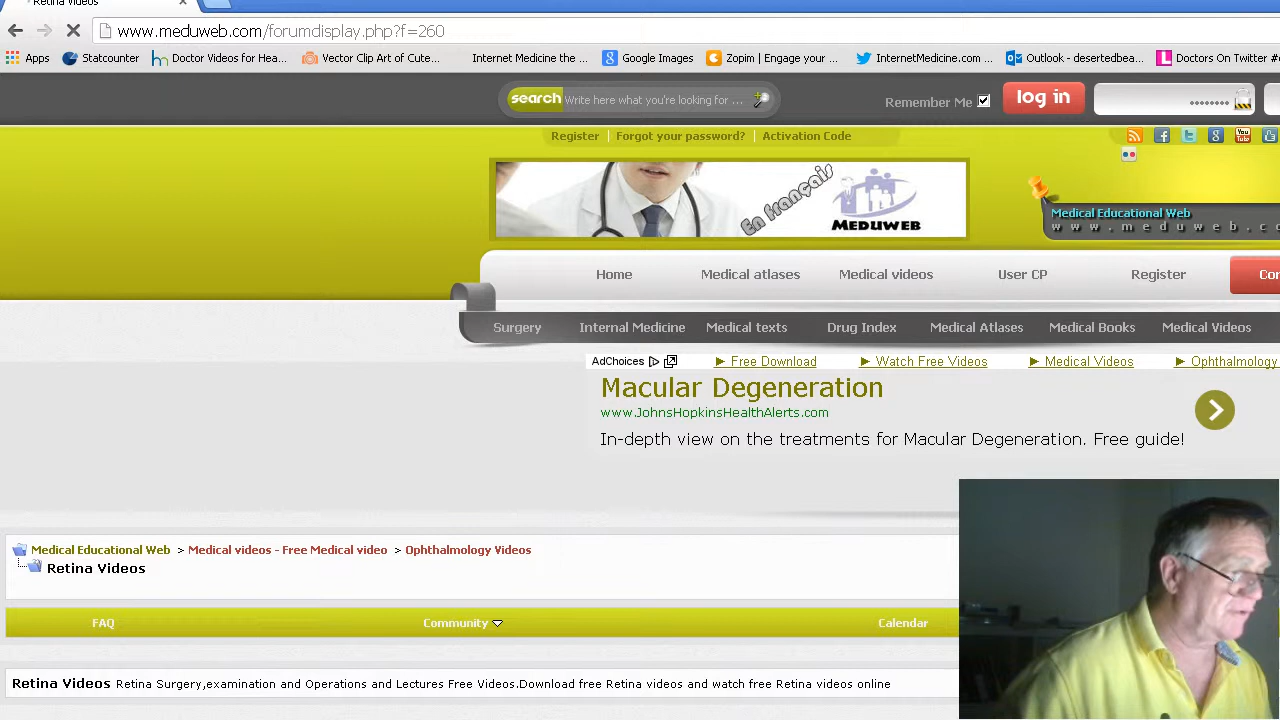 Retina Videos
www.meduweb.com/forumdisplay.php?f=260
Apps Statcounter Doctor Videos for Hea... Vector Clip Art of Cute... Internet Medicine the ... Google Images Zopim | Engage your ... InternetMedicine.com ... Outlook - desertedbea... Doctors On Twitter #
search Write here what you're looking for ... Remember Me log in ........
Register Forgot your password? Activation Code
En français
MEDUWEB
Medical Educational Web
www.meduweb.c
Home Medical atlases Medical videos User CP Register Con
Surgery Internal Medicine Medical texts Drug Index Medical Atlases Medical Books Medical Videos
AdChoices Free Download Watch Free Videos Medical Videos Ophthalmology
Macular Degeneration
www.JohnsHopkinsHealthAlerts.com
In-depth view on the treatments for Macular Degeneration. Free guide!
Medical Educational Web > Medical videos - Free Medical video > Ophthalmology Videos
Retina Videos
FAQ Community Calendar
Retina Videos Retina Surgery,examination and Operations and Lectures Free Videos.Download free Retina videos and watch free Retina videos online